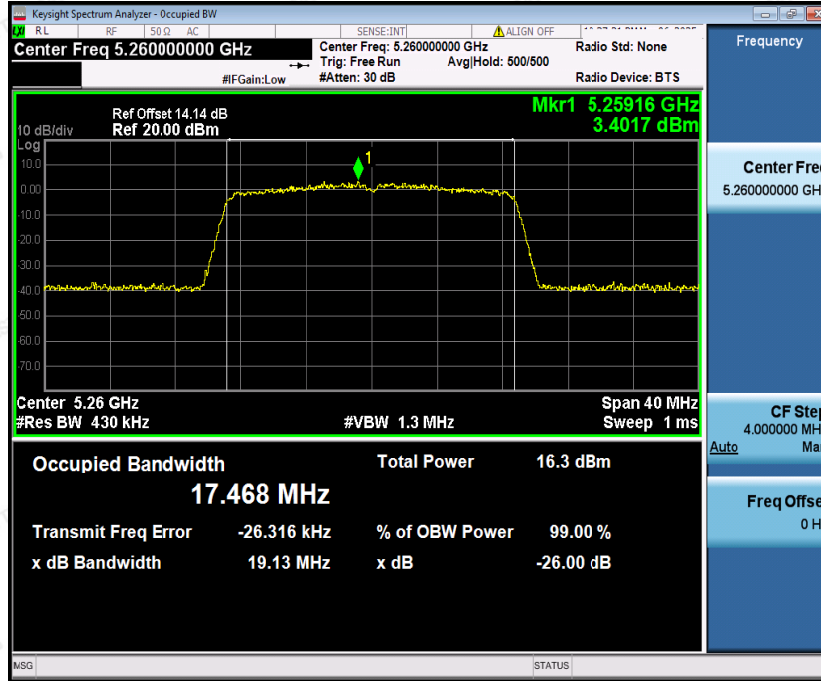 Keysight Spectrum Analyzer - Occupied BW
RL RF 50 Ω AC SENSE:INT ALIGN OFF
Center Freq 5.260000000 GHz
Center Freq: 5.260000000 GHz
Radio Std: None
Trig: Free Run Avg|Hold: 500/500
#IFGain:Low
#Atten: 30 dB
Radio Device: BTS
Frequency
Mkr1 5.25916 GHz
3.4017 dBm
Ref Offset 14.14 dB
10 dB/div Ref 20.00 dBm
Log
1
10.0
0.00
-10.0
-20.0
-30.0
-40.0
-50.0
-60.0
-70.0
Center 5.26 GHz Span 40 MHz
#Res BW 430 kHz #VBW 1.3 MHz Sweep 1 ms
Occupied Bandwidth Total Power 16.3 dBm
17.468 MHz
Transmit Freq Error -26.316 kHz % of OBW Power 99.00 %
x dB Bandwidth 19.13 MHz x dB -26.00 dB
Center Fre
5.260000000 GH
CF Step
4.000000 MH
Auto Ma
Freq Offse
0 H
MSG STATUS